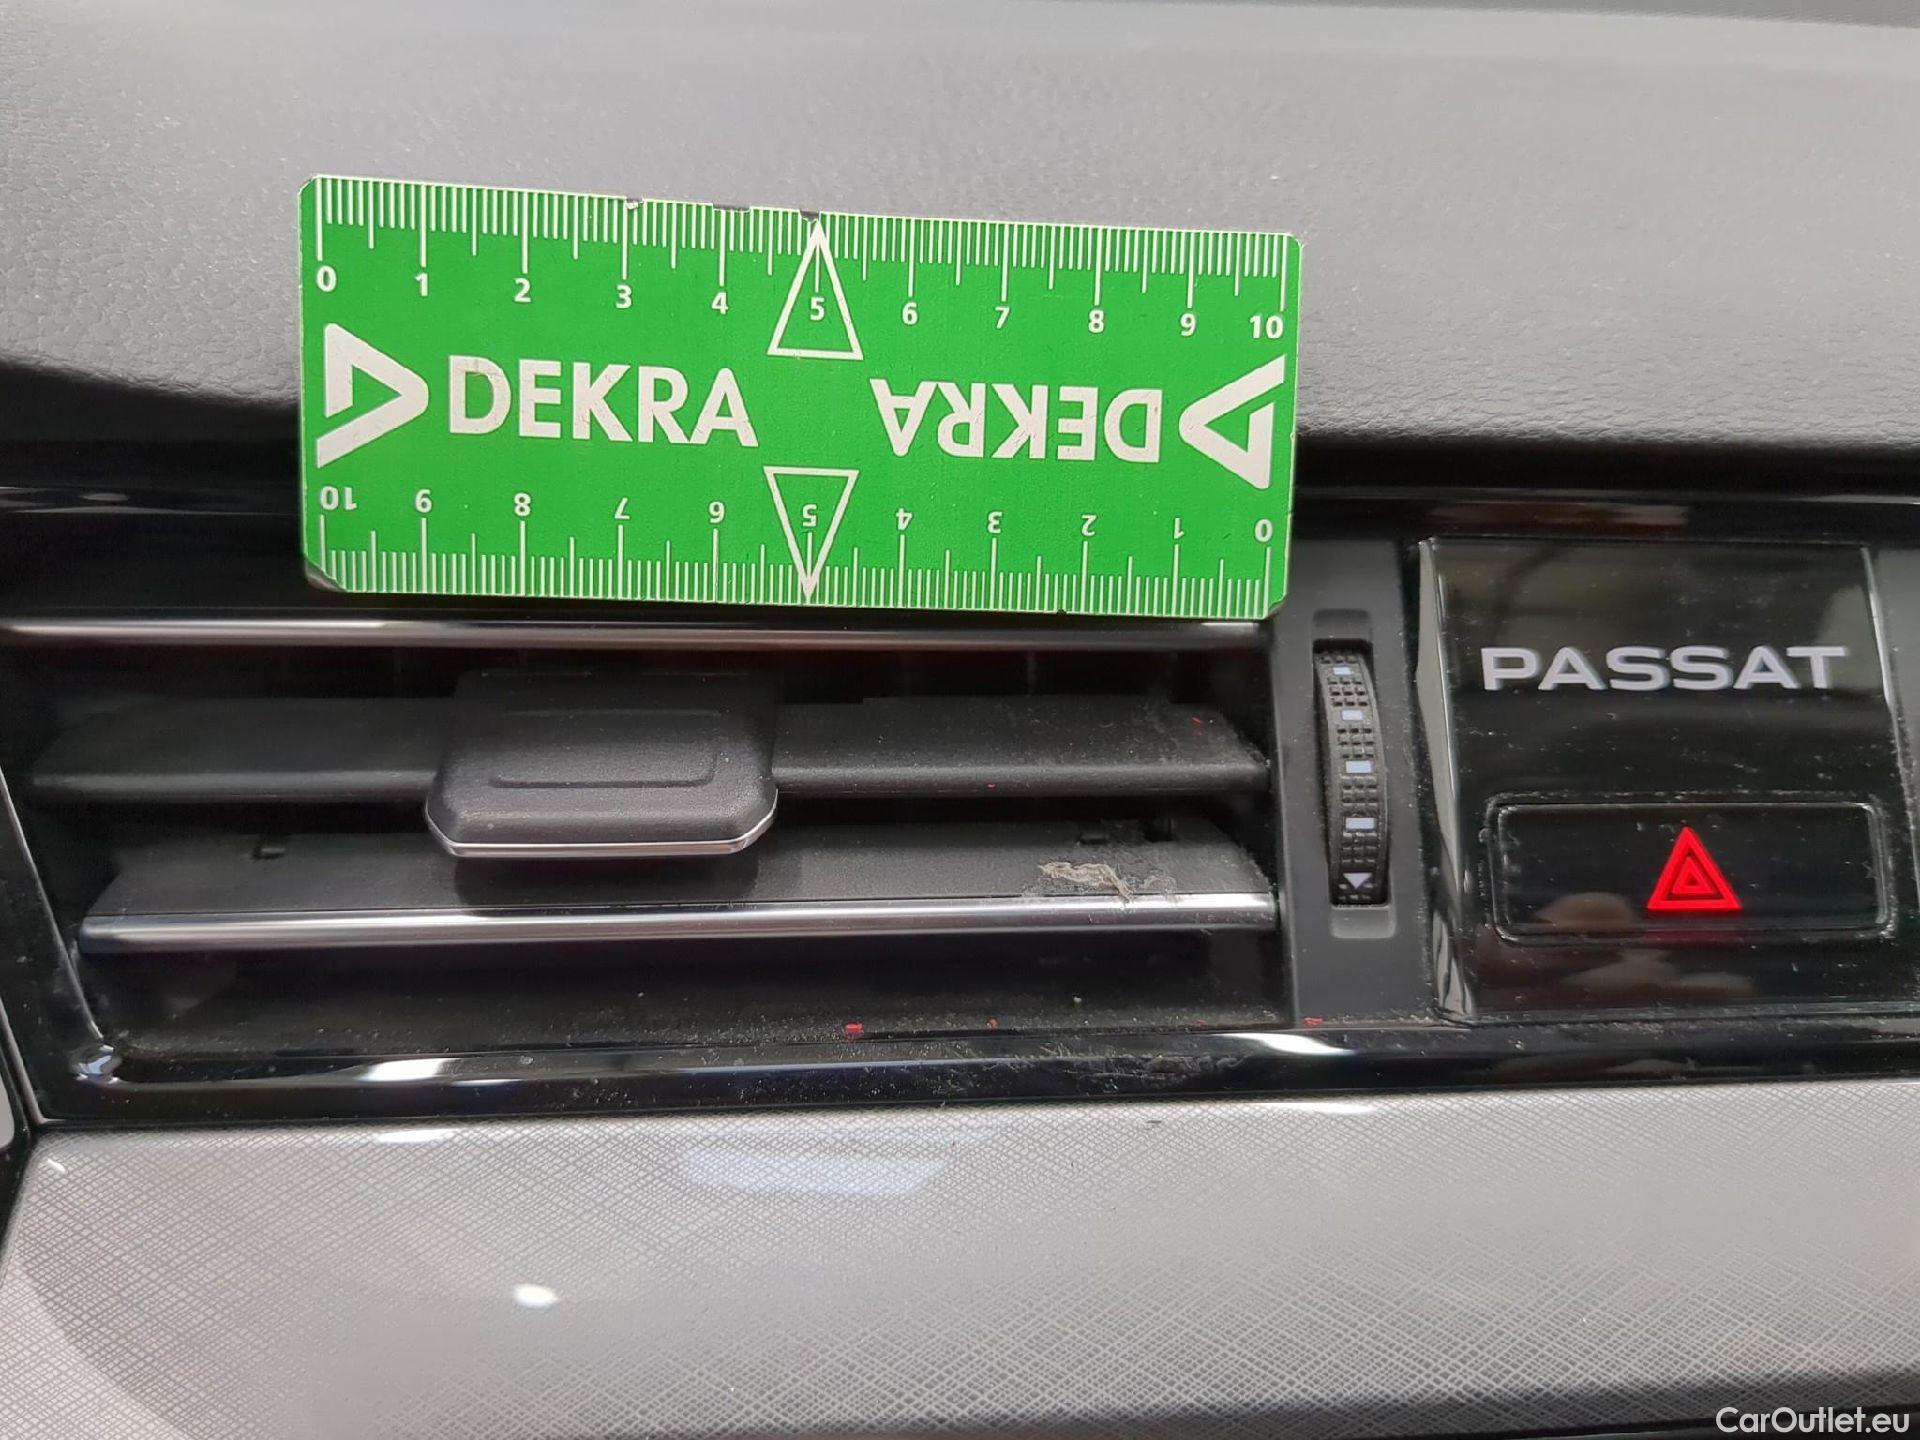 0 1 2 3 4 5 6 7 8 9 10
DEKRA DEKRA
10 9 8 7 6 5 4 3 2 1 0
PASSAT
CarOutlet.eu